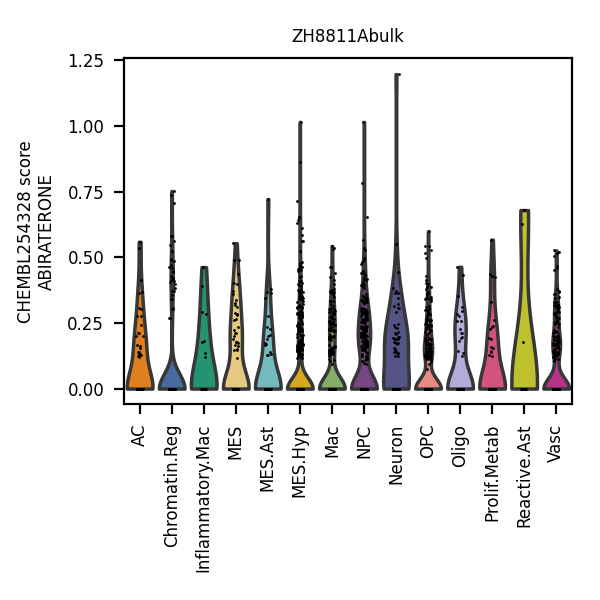 ZH8811Abulk
CHEMBL254328 score
ABIRATERONE
1.25
1.00
0.75
0.50
0.25
0.00
AC
Chromatin.Reg
Inflammatory.Mac
MES
MES.Ast
MES.Hyp
Mac
NPC
Neuron
OPC
Oligo
Prolif.Metab
Reactive.Ast
Vasc